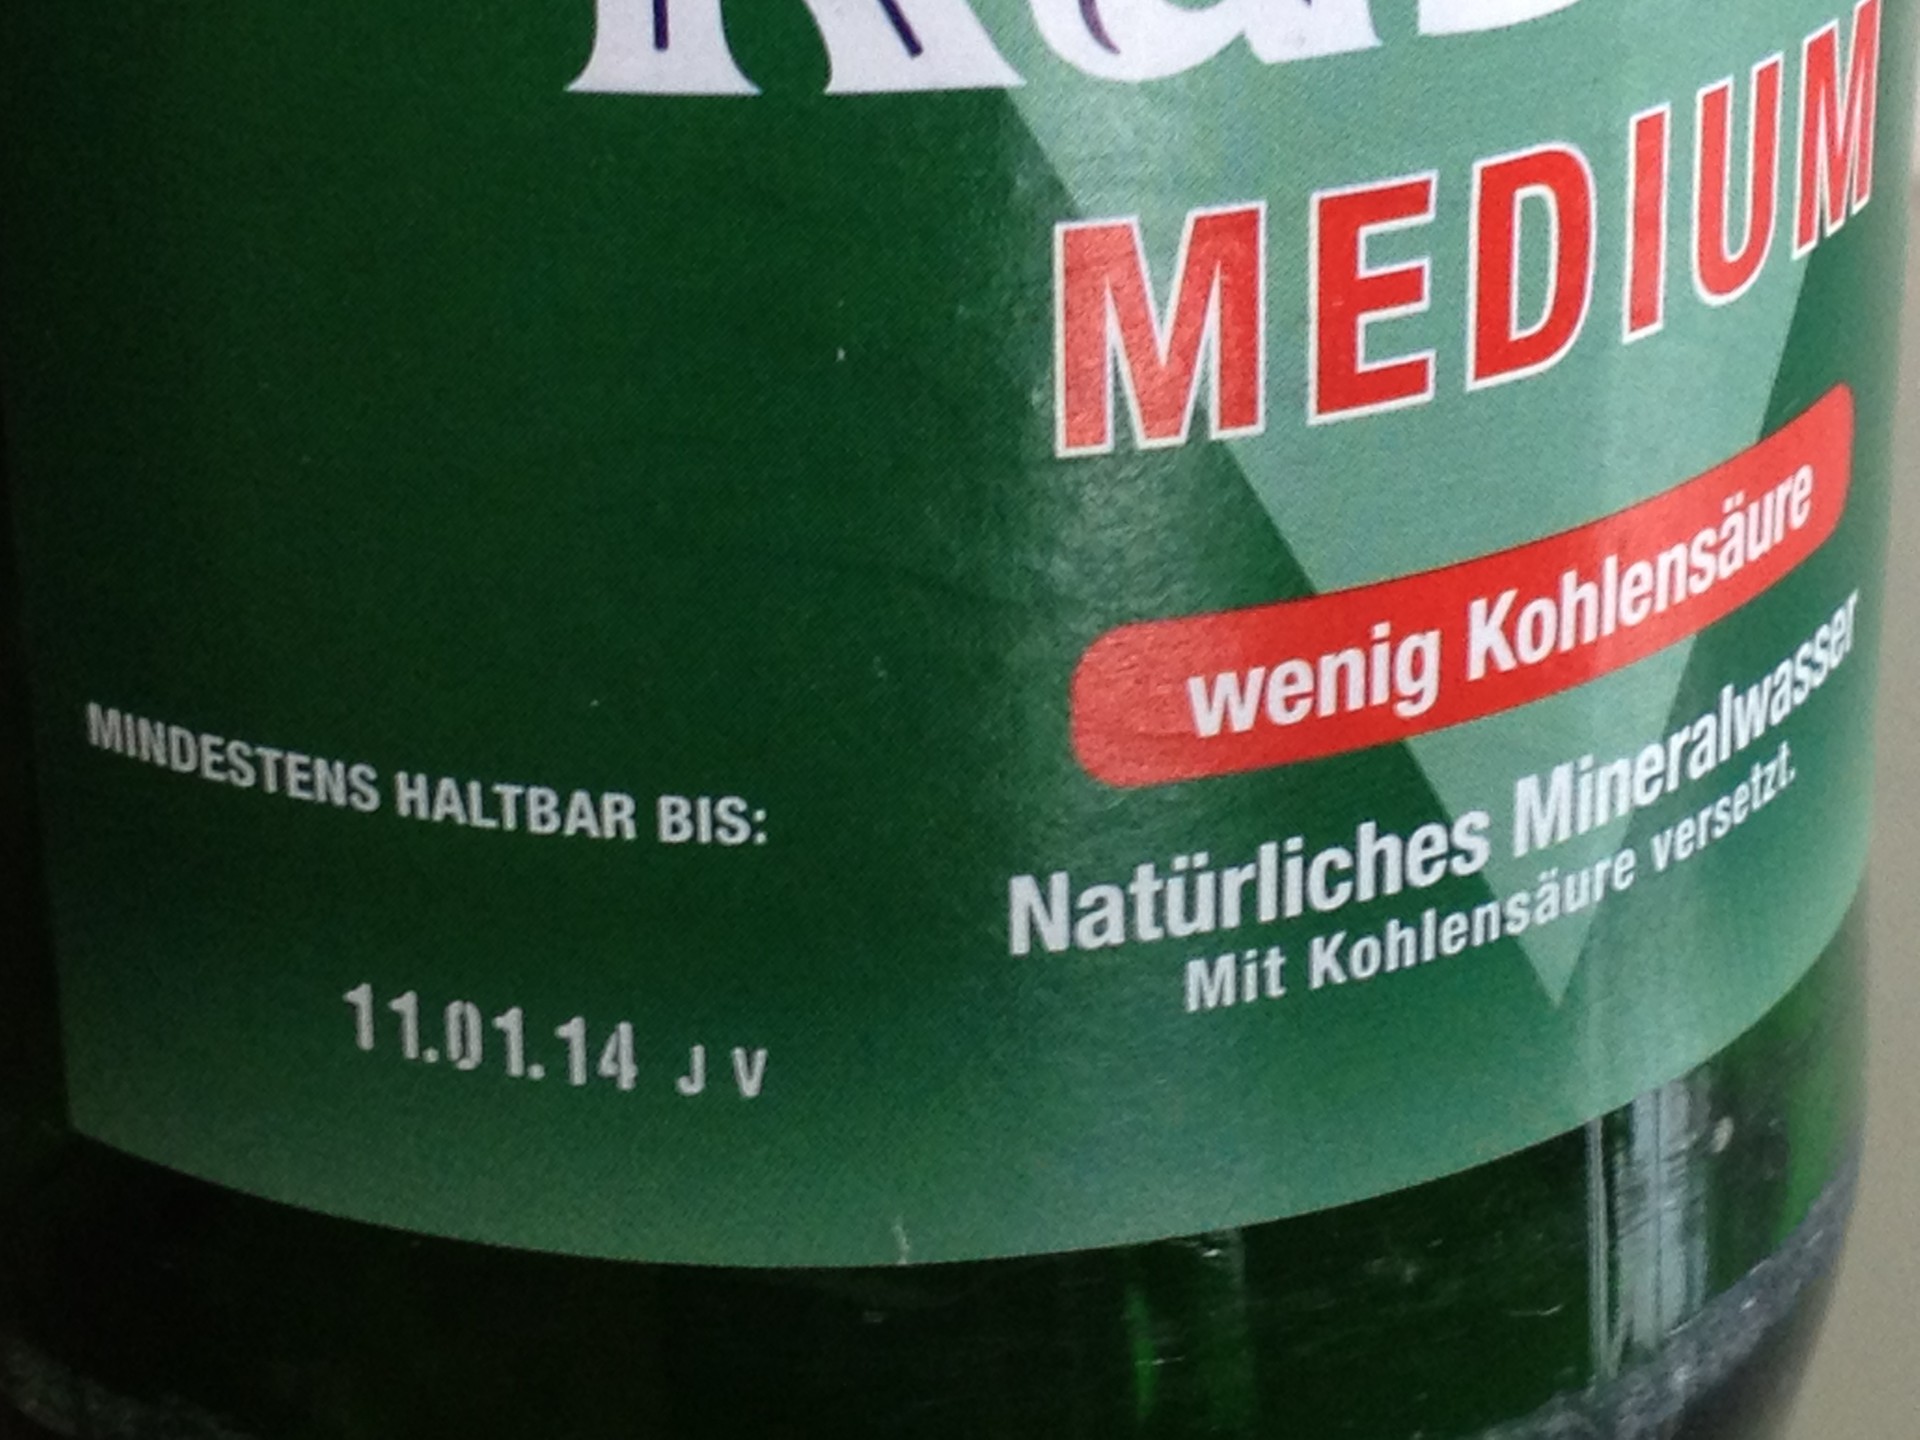 MEDIUM
wenig Kohlensäure
Natürliches Mineralwasser
Mit Kohlensäure versetzt.
MINDESTENS HALTBAR BIS:
11.01.14 J V